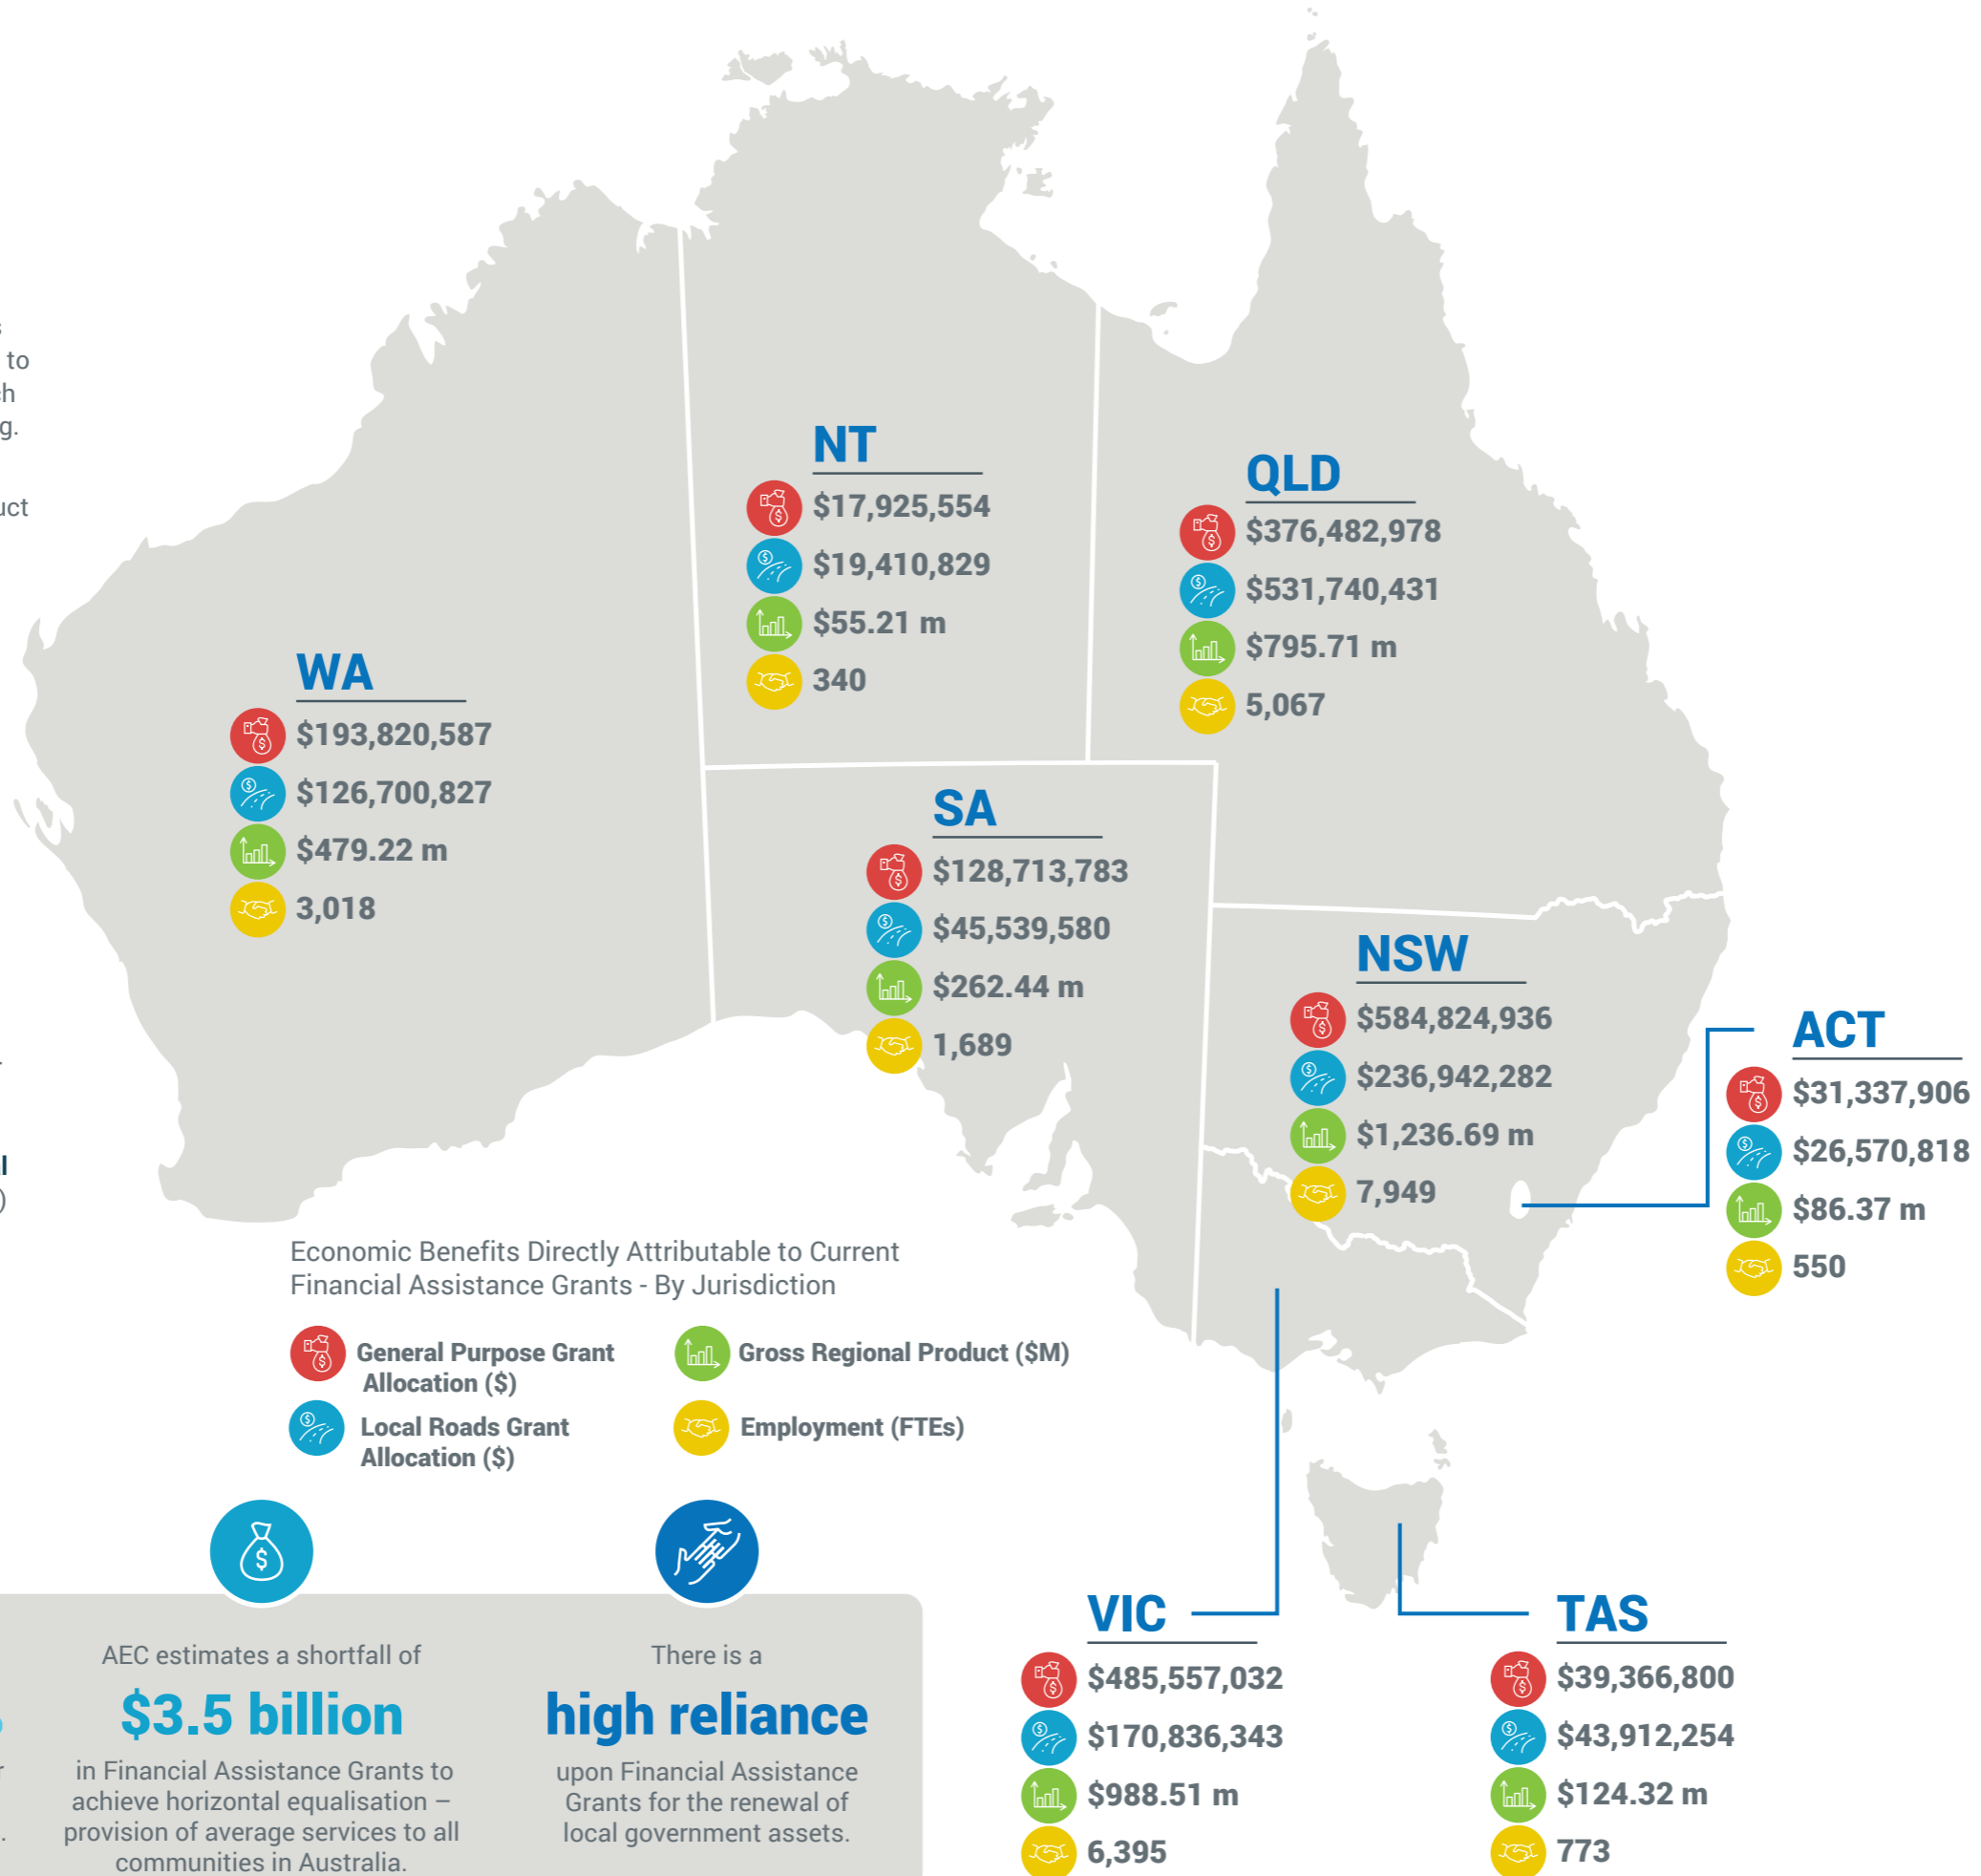 to
g.
NT
$17,925,554
$19,410,829
$55.21 m
340
QLD
$376,482,978
$531,740,431
$795.71 m
5,067
WA
$193,820,587
$126,700,827
$479.22 m
3,018
SA
$128,713,783
$45,539,580
$262.44 m
1,689
NSW
$584,824,936
$236,942,282
$1,236.69 m
7,949
ACT
$31,337,906
$26,570,818
$86.37 m
550
)
Economic Benefits Directly Attributable to Current
Financial Assistance Grants - By Jurisdiction
General Purpose Grant
Allocation ($)
Local Roads Grant
Allocation ($)
Gross Regional Product ($M)
Employment (FTEs)
AEC estimates a shortfall of
$3.5 billion
in Financial Assistance Grants to
achieve horizontal equalisation –
provision of average services to all
communities in Australia.
There is a
high reliance
upon Financial Assistance
Grants for the renewal of
local government assets.
VIC
$485,557,032
$170,836,343
$988.51 m
6,395
TAS
$39,366,800
$43,912,254
$124.32 m
773